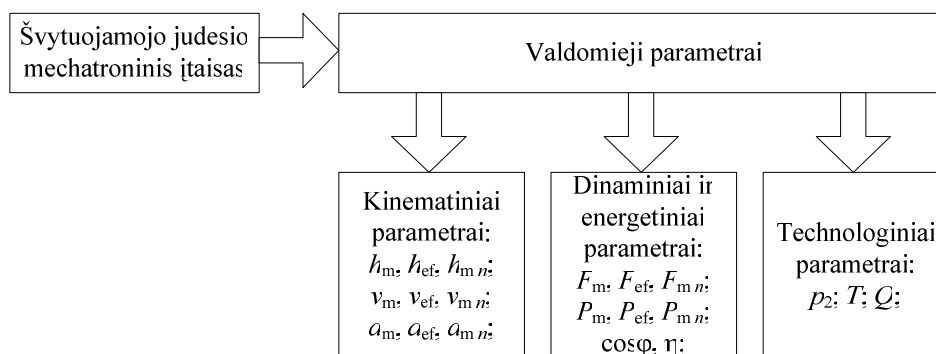 Švytuojamojo judesio
mechatroninis įtaisas
Valdomieji parametrai
Kinematiniai
parametrai:
hm, hef, hm n;
vm, vef, vm n;
am, aef, am n;
Dinaminiai ir
energetiniai
parametrai:
Fm, Fef, Fm n;
Pm, Pef, Pm n;
cosφ, η;
Technologiniai
parametrai:
p2; T; Q;